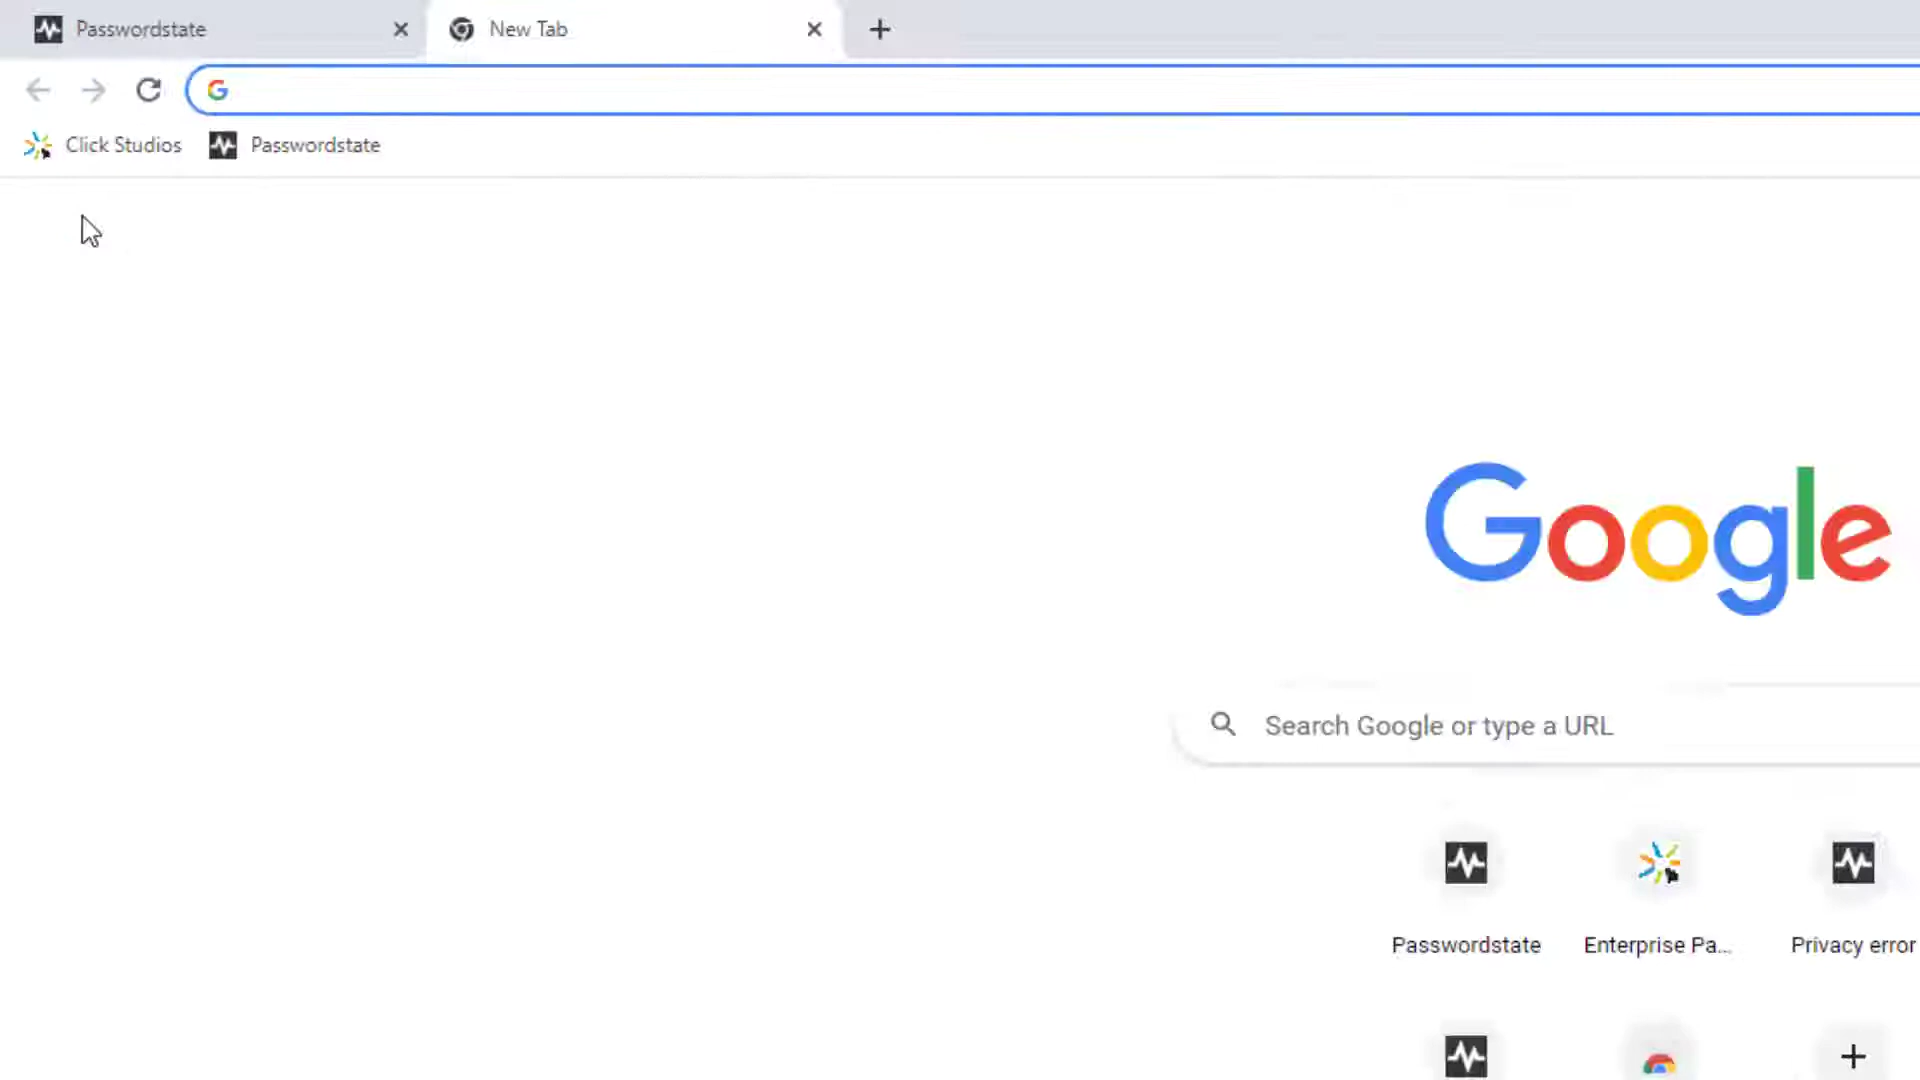 Passwordstate
New Tab
Click Studios
Passwordstate
Google
Search Google or type a URL
Passwordstate
Enterprise Pa...
Privacy error